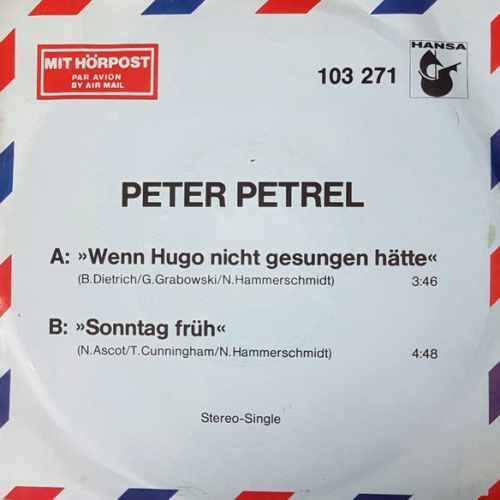 MIT HÖRPOST
PAR AVION
BY AIR MAIL
103 271
HANSA
PETER PETREL
A: »Wenn Hugo nicht gesungen hätte«
(B.Dietrich/G.Grabowski/N.Hammerschmidt) 3:46
B: »Sonntag früh«
(N.Ascot/T.Cunningham/N.Hammerschmidt) 4:48
Stereo-Single